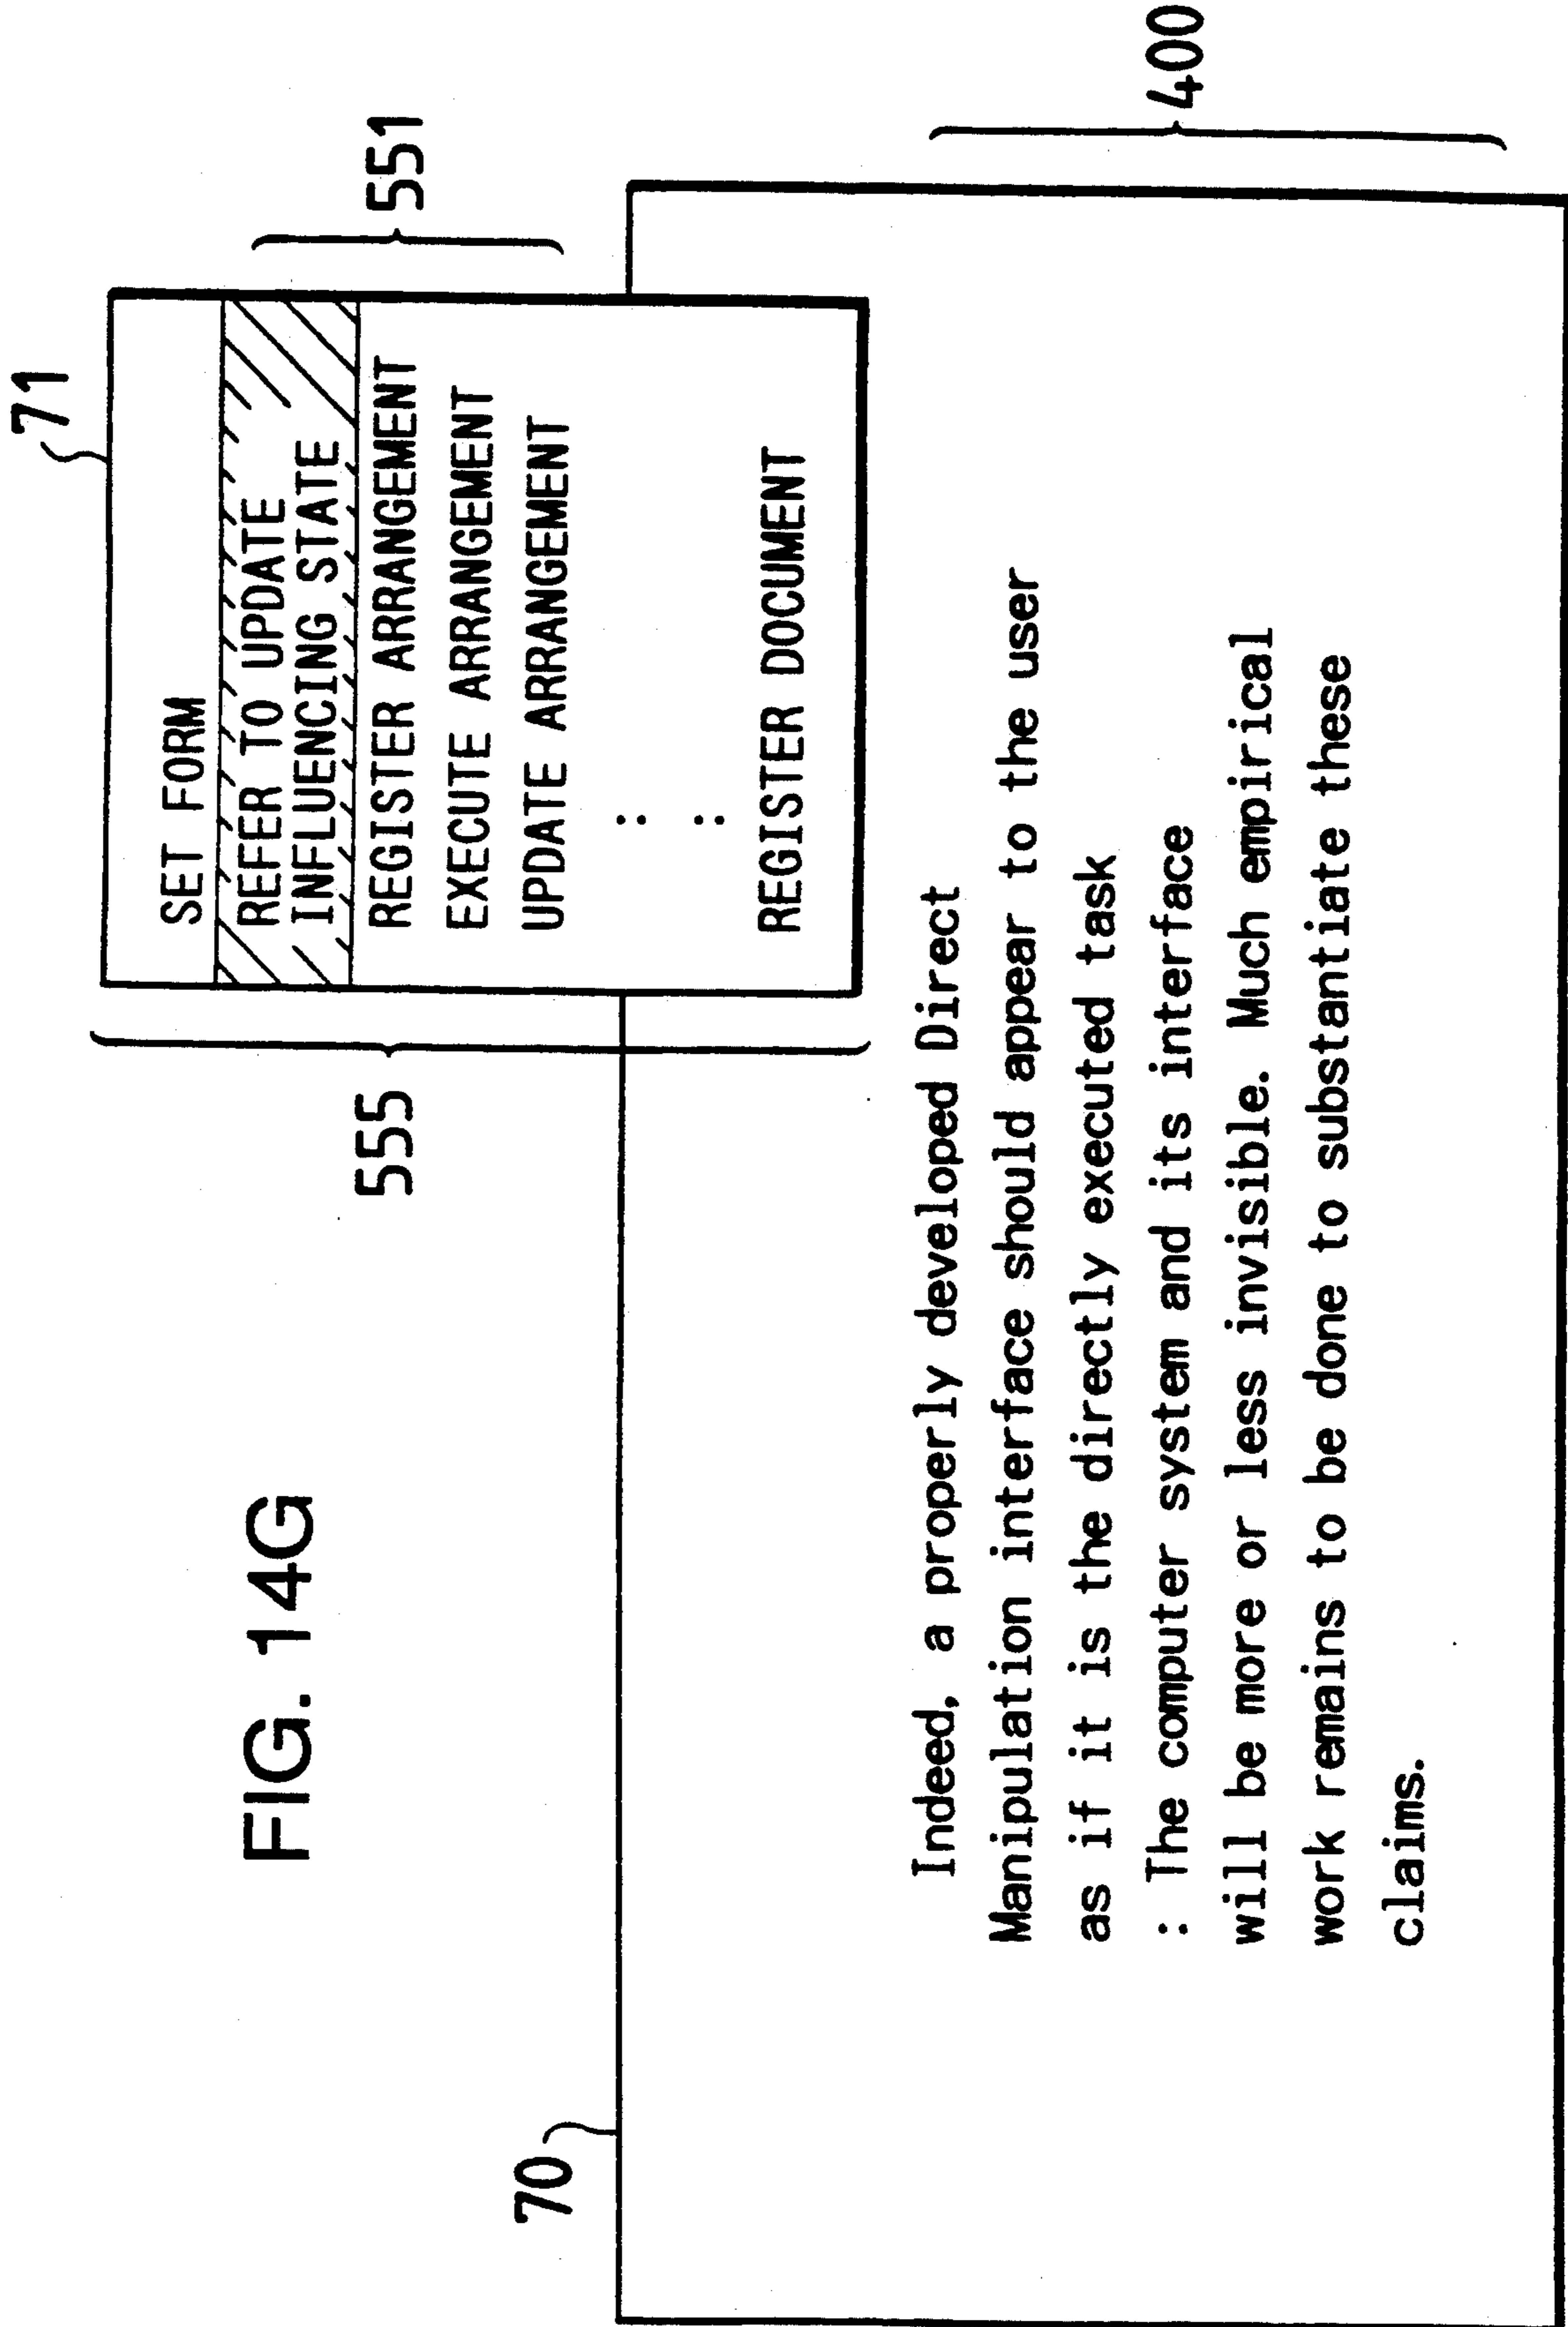 FIG. 14G
71
555
551
SET FORM
REFER TO UPDATE
INFLUENCING STATE
REGISTER ARRANGEMENT
EXECUTE ARRANGEMENT
UPDATE ARRANGEMENT
:
:
REGISTER DOCUMENT
70
400
Indeed, a properly developed Direct
Manipulation interface should appear to the user
as if it is the directly executed task
: The computer system and its interface
will be more or less invisible. Much empirical
work remains to be done to substantiate these
claims.